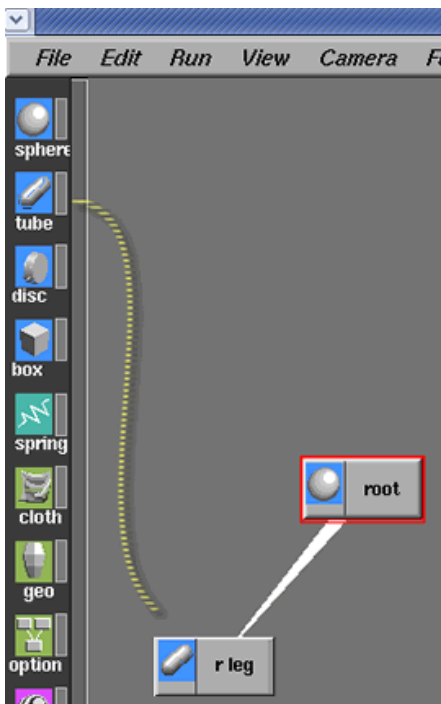 File Edit Run View Camera
sphere
tube
disc
box
spring
cloth
root
geo
r leg
option